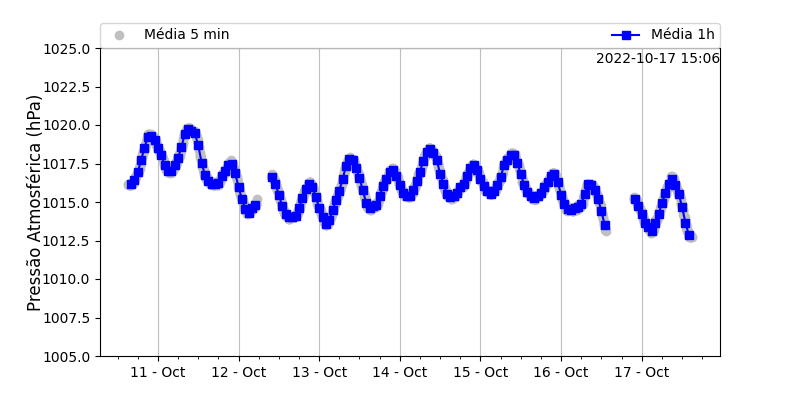 Média 5 min
Média 1h
2022-10-17 15:06
Pressão Atmosférica (hPa)
1025.0
1022.5
1020.0
1017.5
1015.0
1012.5
1010.0
1007.5
1005.0
11 - Oct
12 - Oct
13 - Oct
14 - Oct
15 - Oct
16 - Oct
17 - Oct